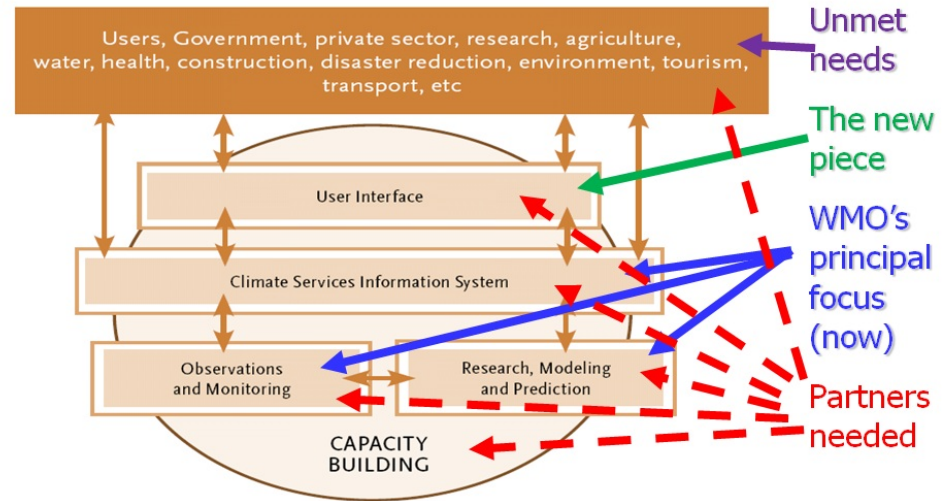 Users, Government, private sector, research, agriculture,
water, health, construction, disaster reduction, environment, tourism,
transport, etc
Unmet
needs
The new
piece
User Interface
WMO's
principal
focus
(now)
Climate Services Information System
Observations
and Monitoring
Research, Modeling
and Prediction
Partners
needed
CAPACITY
BUILDING